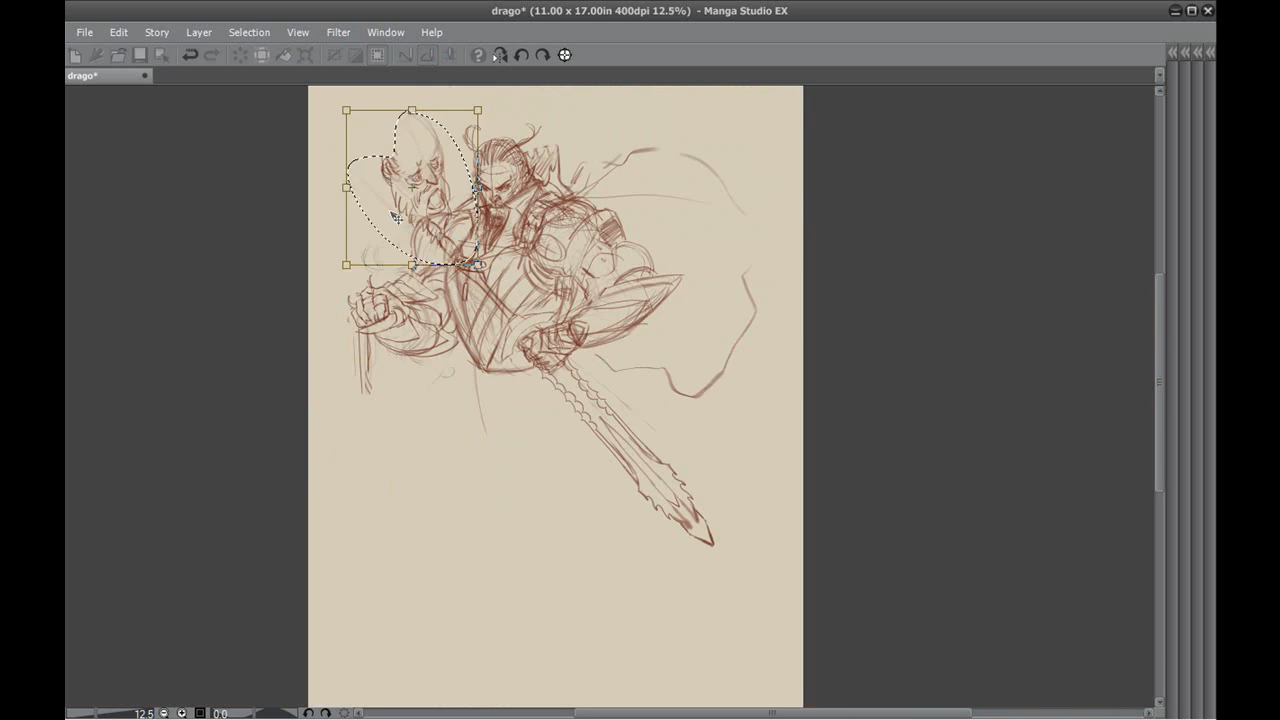 drago* (11.00 x 17.00in 400dpi 12.5%) - Manga Studio EX
File Edit Story Layer Selection View Filter Window Help
drago*
12.5 0.0